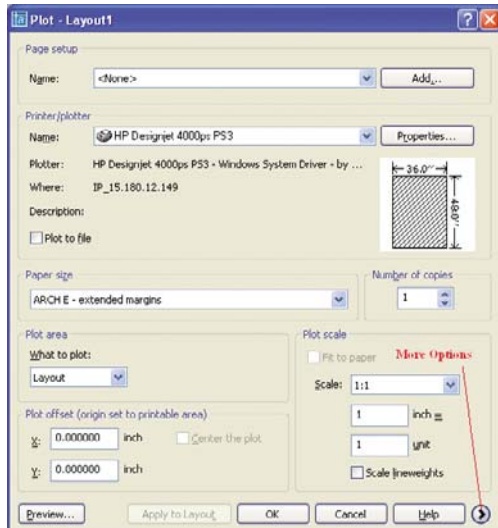 Plot - Layout1
Page setup
Name: <None> Add...
Printer/plotter
Name: HP Designjet 4000ps PS3 Properties...
Plotter: HP Designjet 4000ps PS3 - Windows System Driver - by ...
Where: IP_15.180.12.149
Description:
Plot to file
36.0''
48.0''
Paper size
ARCH E - extended margins
Number of copies
1
Plot area
What to plot:
Layout
Plot scale
Fit to paper
More Options
Scale: 1:1
1 inch =
1 unit
Scale lineweights
Plot offset (origin set to printable area)
X: 0.000000 inch Center the plot
Y: 0.000000 inch
Preview... Apply to Layout OK Cancel Help